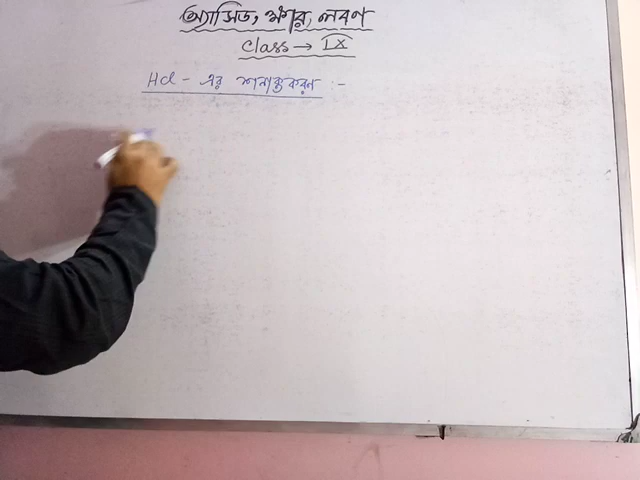 অ্যাসিড, ক্ষার, লবণ
Class → IX
HCl - এর শনাক্তকরণ :-